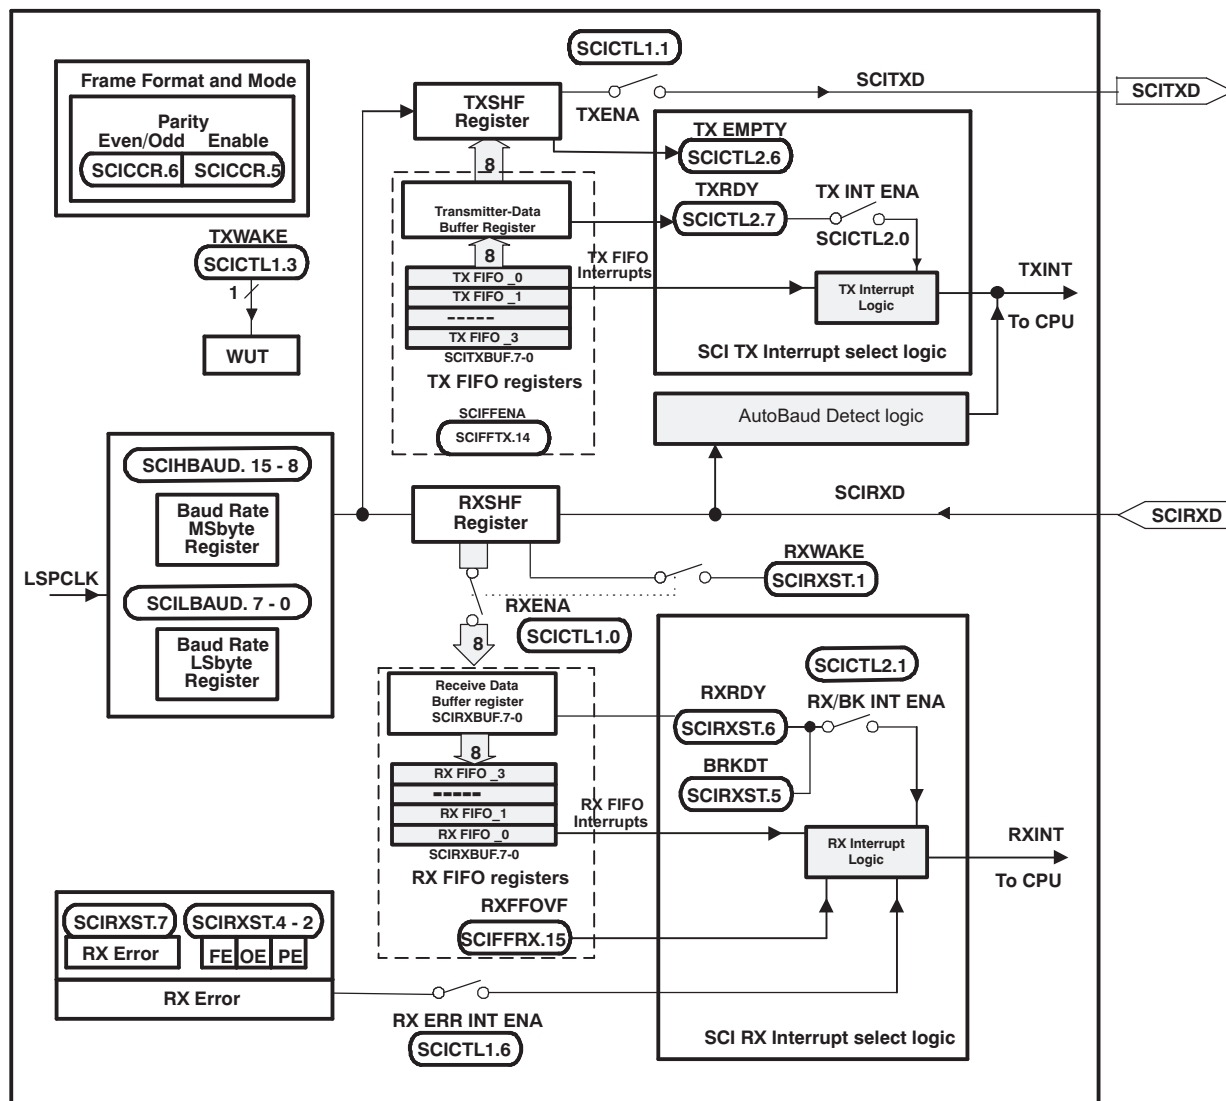 SCICTL1.1
Frame Format and Mode
Parity
Even/Odd Enable
SCICCR.6 SCICCR.5
TXSHF
Register
TXENA
SCITXD
SCITXD
TX EMPTY
SCICTL2.6
8
Transmitter-Data
Buffer Register
TXRDY
SCICTL2.7
TX INT ENA
SCICTL2.0
TXWAKE
SCICTL1.3
1
WUT
8
TX FIFO
Interrupts
TX FIFO _0
TX FIFO _1
-----
TX FIFO _3
SCITXBUF.7-0
TX FIFO registers
SCIFFENA
SCIFFTX.14
TX Interrupt
Logic
TXINT
To CPU
SCI TX Interrupt select logic
AutoBaud Detect logic
SCIHBAUD. 15 - 8
Baud Rate
MSbyte
Register
LSPCLK
SCILBAUD. 7 - 0
Baud Rate
LSbyte
Register
RXSHF
Register
SCIRXD
SCIRXD
RXWAKE
SCIRXST.1
RXENA
SCICTL1.0
8
Receive Data
Buffer register
SCIRXBUF.7-0
8
RX FIFO _3
-----
RX FIFO_1
RX FIFO _0
SCIRXBUF.7-0
RX FIFO registers
RX FIFO
Interrupts
SCICTL2.1
RXRDY
RX/BK INT ENA
SCIRXST.6
BRKDT
SCIRXST.5
RX Interrupt
Logic
RXINT
To CPU
RXFFOVF
SCIFFRX.15
SCIRXST.7 SCIRXST.4 - 2
RX Error FE OE PE
RX Error
RX ERR INT ENA
SCICTL1.6
SCI RX Interrupt select logic